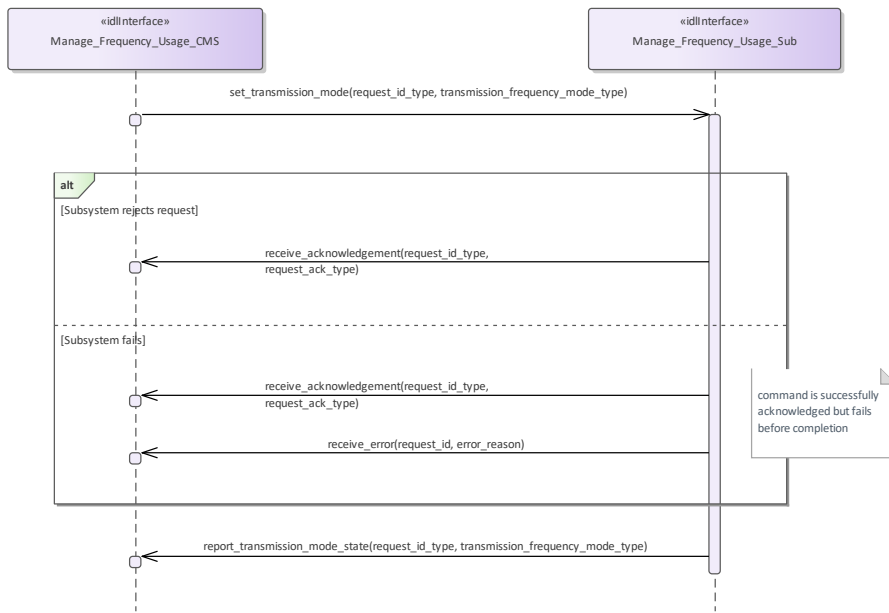 «idlInterface»
Manage_Frequency_Usage_CMS
«idlInterface»
Manage_Frequency_Usage_Sub
set_transmission_mode(request_id_type, transmission_frequency_mode_type)
alt
[Subsystem rejects request]
receive_acknowledgement(request_id_type,
request_ack_type)
[Subsystem fails]
receive_acknowledgement(request_id_type,
request_ack_type)
command is successfully
acknowledged but fails
before completion
receive_error(request_id, error_reason)
report_transmission_mode_state(request_id_type, transmission_frequency_mode_type)